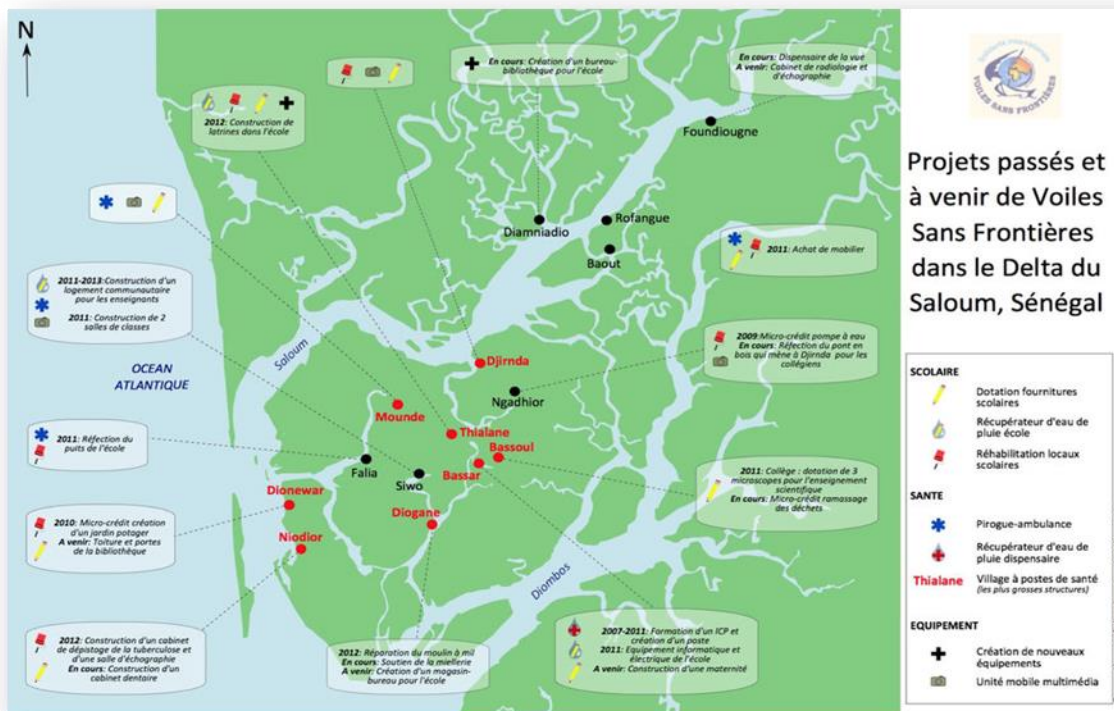 N
En cours: Création d'un bureau-
bibliothèque pour l'école
En cours: Dispensaire de la vue
A venir: Cabinet de radiologie et
d'échographie
2012: Construction de
latrines dans l'école
Foundiougne
Diamniadio
Rofangue
Baout
2011: Achat de mobilier
2011-2013:Construction d'un
logement communautaire
pour les enseignants
2011: Construction de 2
salles de classes
OCEAN
ATLANTIQUE
Saloum
2009:Micro-crédit pompe à eau
En cours: Réfection du pont en
bois qui mène à Djirnda pour les
collégiens
Djirnda
Ngadhior
Mounde
Thialane
Bassoul
Bassar
2011: Réfection du
puits de l'école
Falia
Siwo
Dionewar
Diogane
Niodior
2011: Collège : dotation de 3
microscopes pour l'enseignement
scientifique
En cours: Micro-crédit ramassage
des déchets
2010: Micro-crédit création
d'un jardin potager
A venir: Toiture et portes
de la bibliothèque
Diombos
2012: Construction d'un cabinet
de dépistage de la tuberculose et
d'une salle d'échographie
En cours: Construction d'un
cabinet dentaire
2012: Réparation du moulin à mil
En cours: Soutien de la miellerie
A venir: Création d'un magasin-
bureau pour l'école
2007-2011: Formation d'un ICP et
création d'un poste
2011: Equipement informatique et
électrique de l'école
A venir: Construction d'une maternité
VOILES SANS FRONTIÈRES
Projets passés et
à venir de Voiles
Sans Frontières
dans le Delta du
Saloum, Sénégal
SCOLAIRE
Dotation fournitures
scolaires
Récupérateur d'eau de
pluie école
Réhabilitation locaux
scolaires
SANTE
Pirogue-ambulance
Récupérateur d'eau de
pluie dispensaire
Thialane
Village à postes de santé
(les plus grosses structures)
EQUIPEMENT
Création de nouveaux
équipements
Unité mobile multimédia